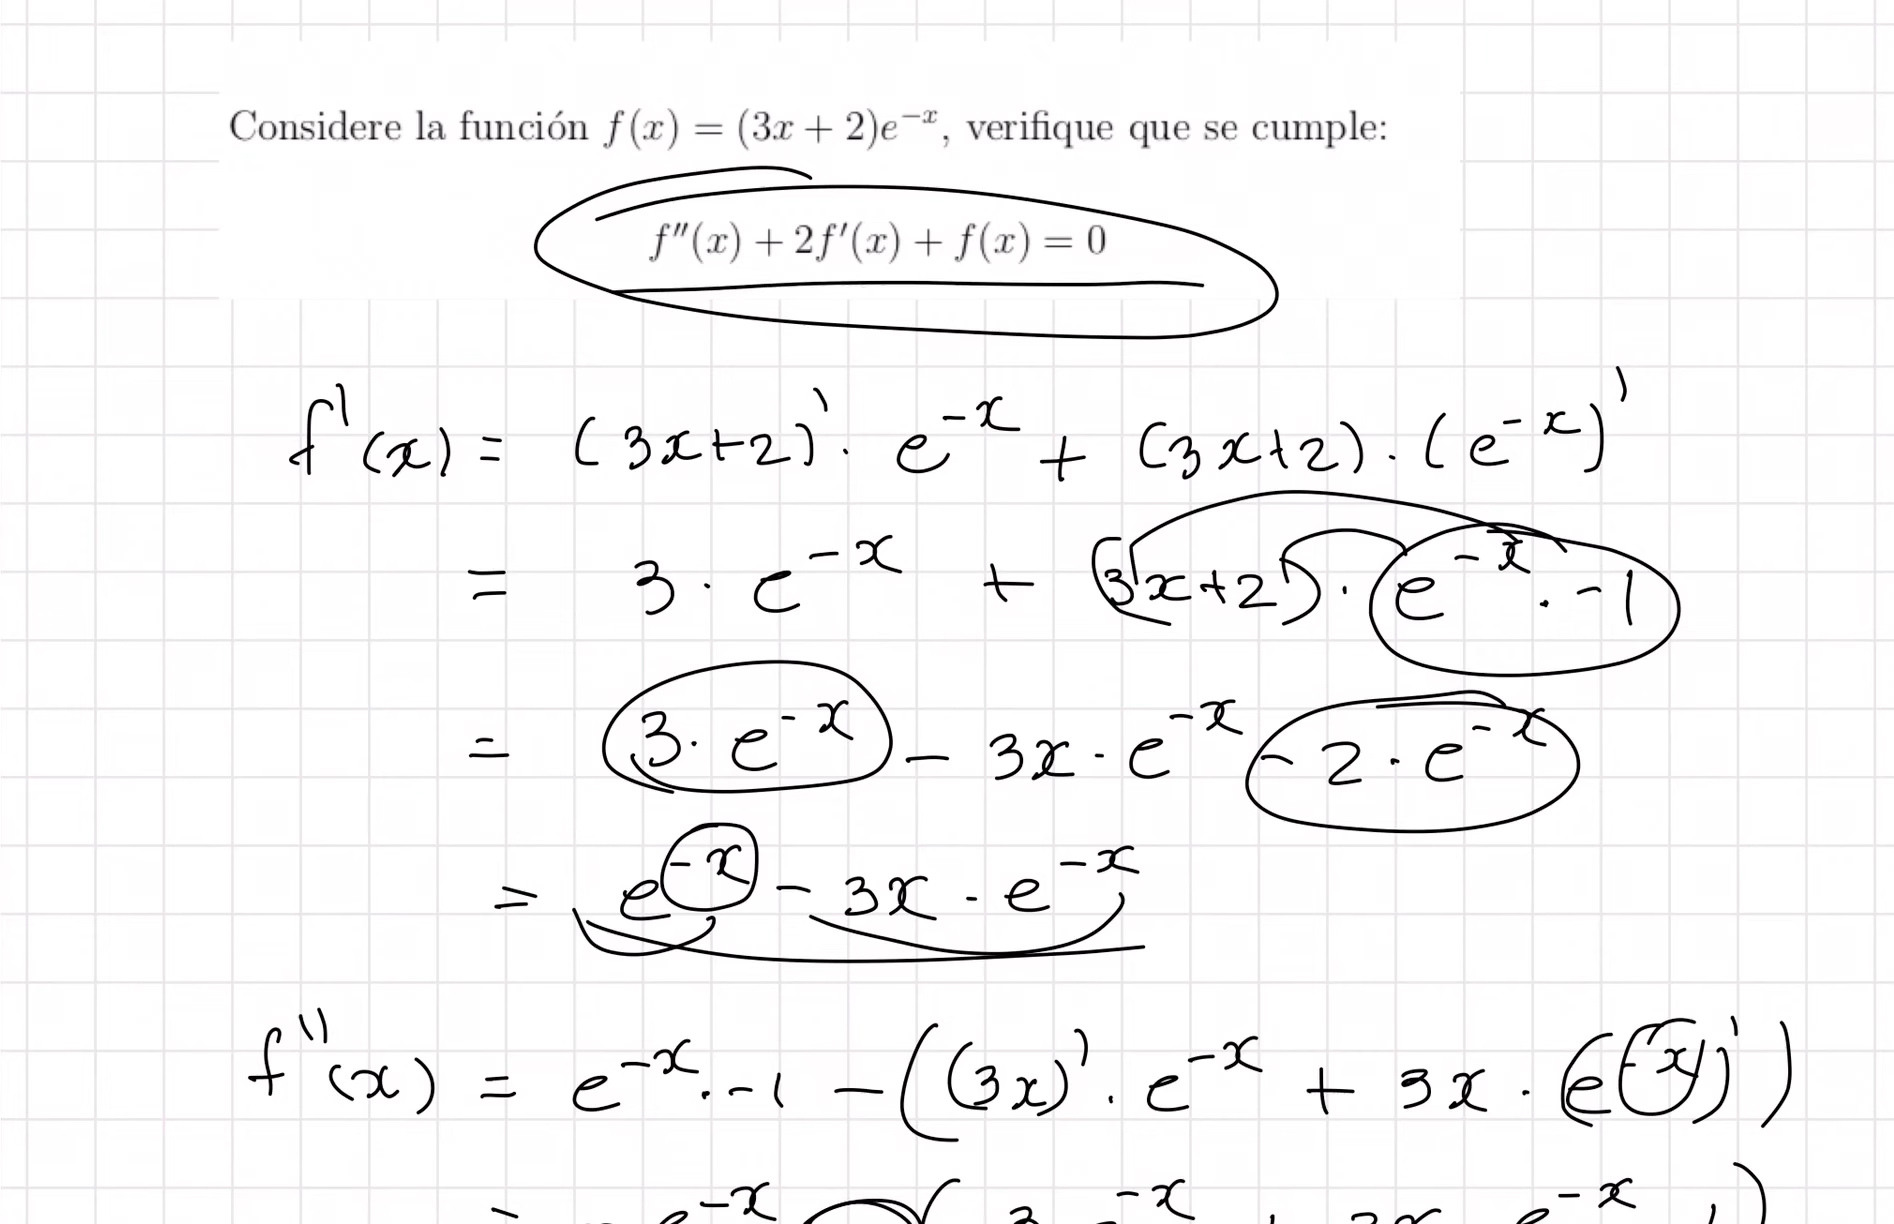 Considere la función f(x) = (3x + 2)e^{-x}, verifique que se cumple:
f''(x) + 2f'(x) + f(x) = 0
f'(x) = (3x+2)' · e^{-x} + (3x+2) · (e^{-x})'
= 3 · e^{-x} + (3x+2) · e^{-x} · -1
= 3 · e^{-x} - 3x · e^{-x} - 2 · e^{-x}
= e^{-x} - 3x · e^{-x}
f''(x) = e^{-x} · -1 - ((3x)' · e^{-x} + 3x · (e^{-x})')